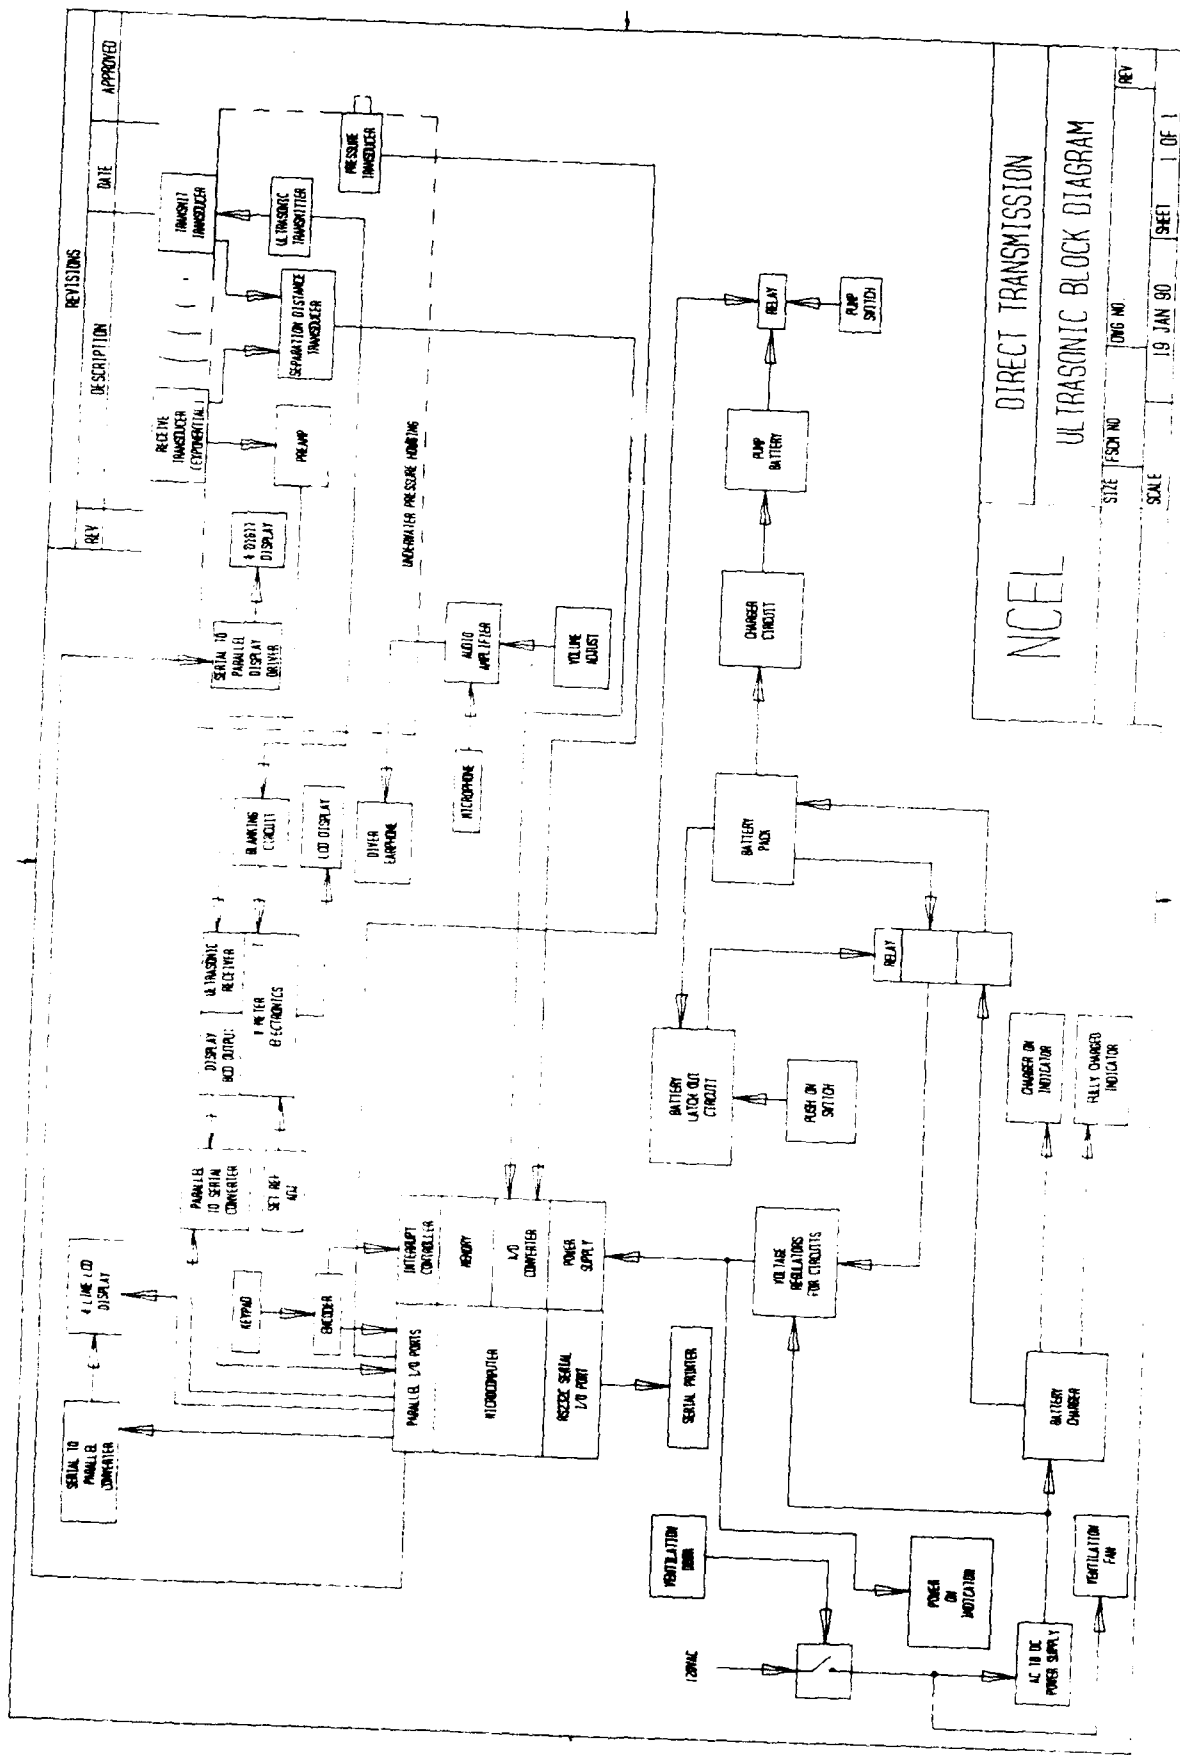 REVISIONS
REV
DESCRIPTION
DATE
APPROVED
SERIAL TO
PARALLEL
CONVERTER
4 LINE LCD
DISPLAY
KEYPAD
ENCODER
PARALLEL
TO SERIAL
CONVERTER
SET REF
ADJ
DISPLAY
BCD OUTPUT
ULTRASONIC
RECEIVER
V METER
ELECTRONICS
BLANKING
CIRCUIT
LCD DISPLAY
DIVER
EARPHONE
SERIAL TO
PARALLEL
DISPLAY
DRIVER
4 DIGIT
DISPLAY
RECEIVE
TRANSDUCER
(EXPONENTIAL)
PREAMP
TRANSMIT
TRANSDUCER
ULTRASONIC
TRANSMITTER
SEPARATION DISTANCE
TRANSDUCER
PRESSURE
TRANSDUCER
UNDERWATER PRESSURE HOUSING
MICROPHONE
AUDIO
AMPLIFIER
VOLUME
ADJUST
PARALLEL I/O PORTS
INTERRUPT
CONTROLLER
MICROCOMPUTER
MEMORY
A/D
CONVERTER
RS232C SERIAL
I/O PORT
POWER
SUPPLY
SERIAL PRINTER
VENTILATION
DOOR
120VAC
POWER
ON
INDICATOR
AC TO DC
POWER SUPPLY
VENTILATION
FAN
VOLTAGE
REGULATORS
FOR CIRCUITS
BATTERY
CHARGER
BATTERY
LATCH OUT
CIRCUIT
PUSH ON
SWITCH
RELAY
CHARGER ON
INDICATOR
FULLY CHARGED
INDICATOR
BATTERY
PACK
CHARGER
CIRCUIT
PUMP
BATTERY
RELAY
PUMP
SWITCH
NCEL
DIRECT TRANSMISSION
ULTRASONIC BLOCK DIAGRAM
SIZE
FSCM NO
DWG NO.
REV
SCALE
19 JAN 90
SHEET
1 OF 1